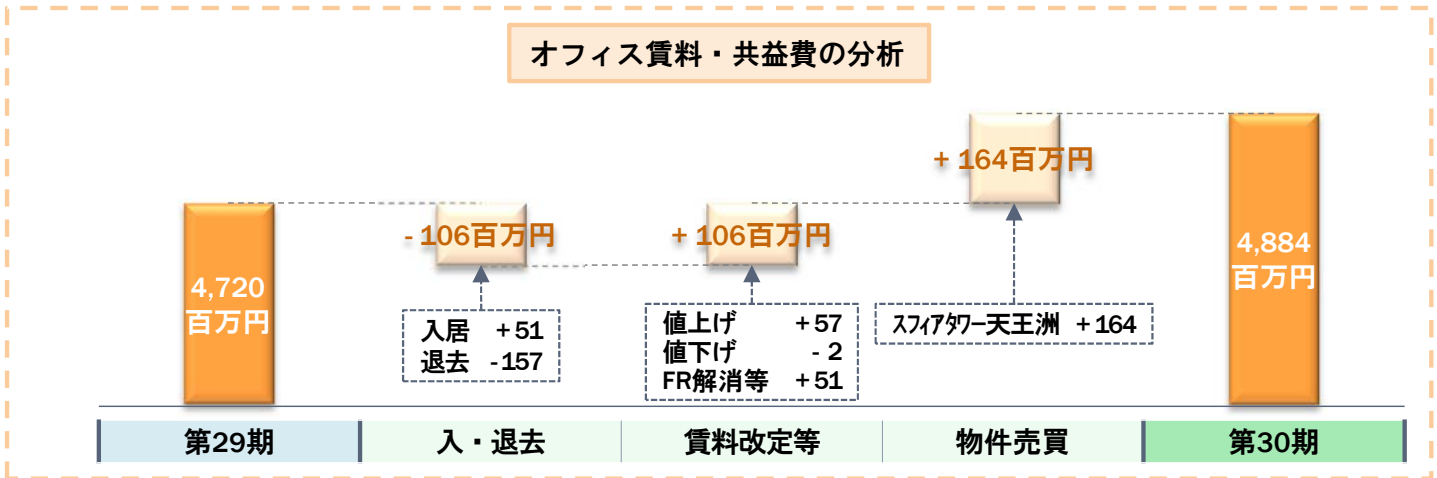 オフィス賃料・共益費の分析
+ 164百万円
- 106百万円
+ 106百万円
4,720
百万円
4,884
百万円
入居 +51
退去 -157
値上げ +57
値下げ - 2
FR解消等 +51
ｽﾌｨｱﾀﾜｰ天王洲 +164
第29期
入・退去
賃料改定等
物件売買
第30期